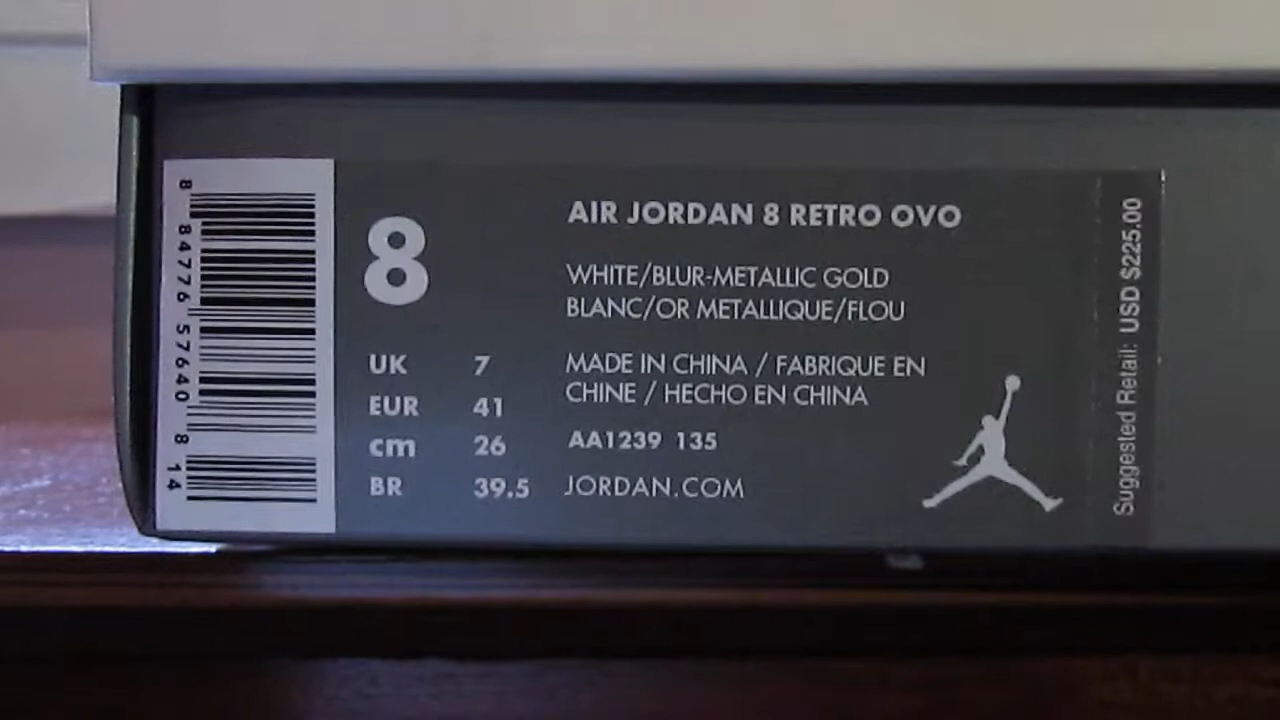 8 84776 57640 8 14
8
UK 7
EUR 41
cm 26
BR 39.5
AIR JORDAN 8 RETRO OVO
WHITE/BLUR-METALLIC GOLD
BLANC/OR METALLIQUE/FLOU
MADE IN CHINA / FABRIQUE EN
CHINE / HECHO EN CHINA
AA1239 135
JORDAN.COM
Suggested Retail: USD $225.00